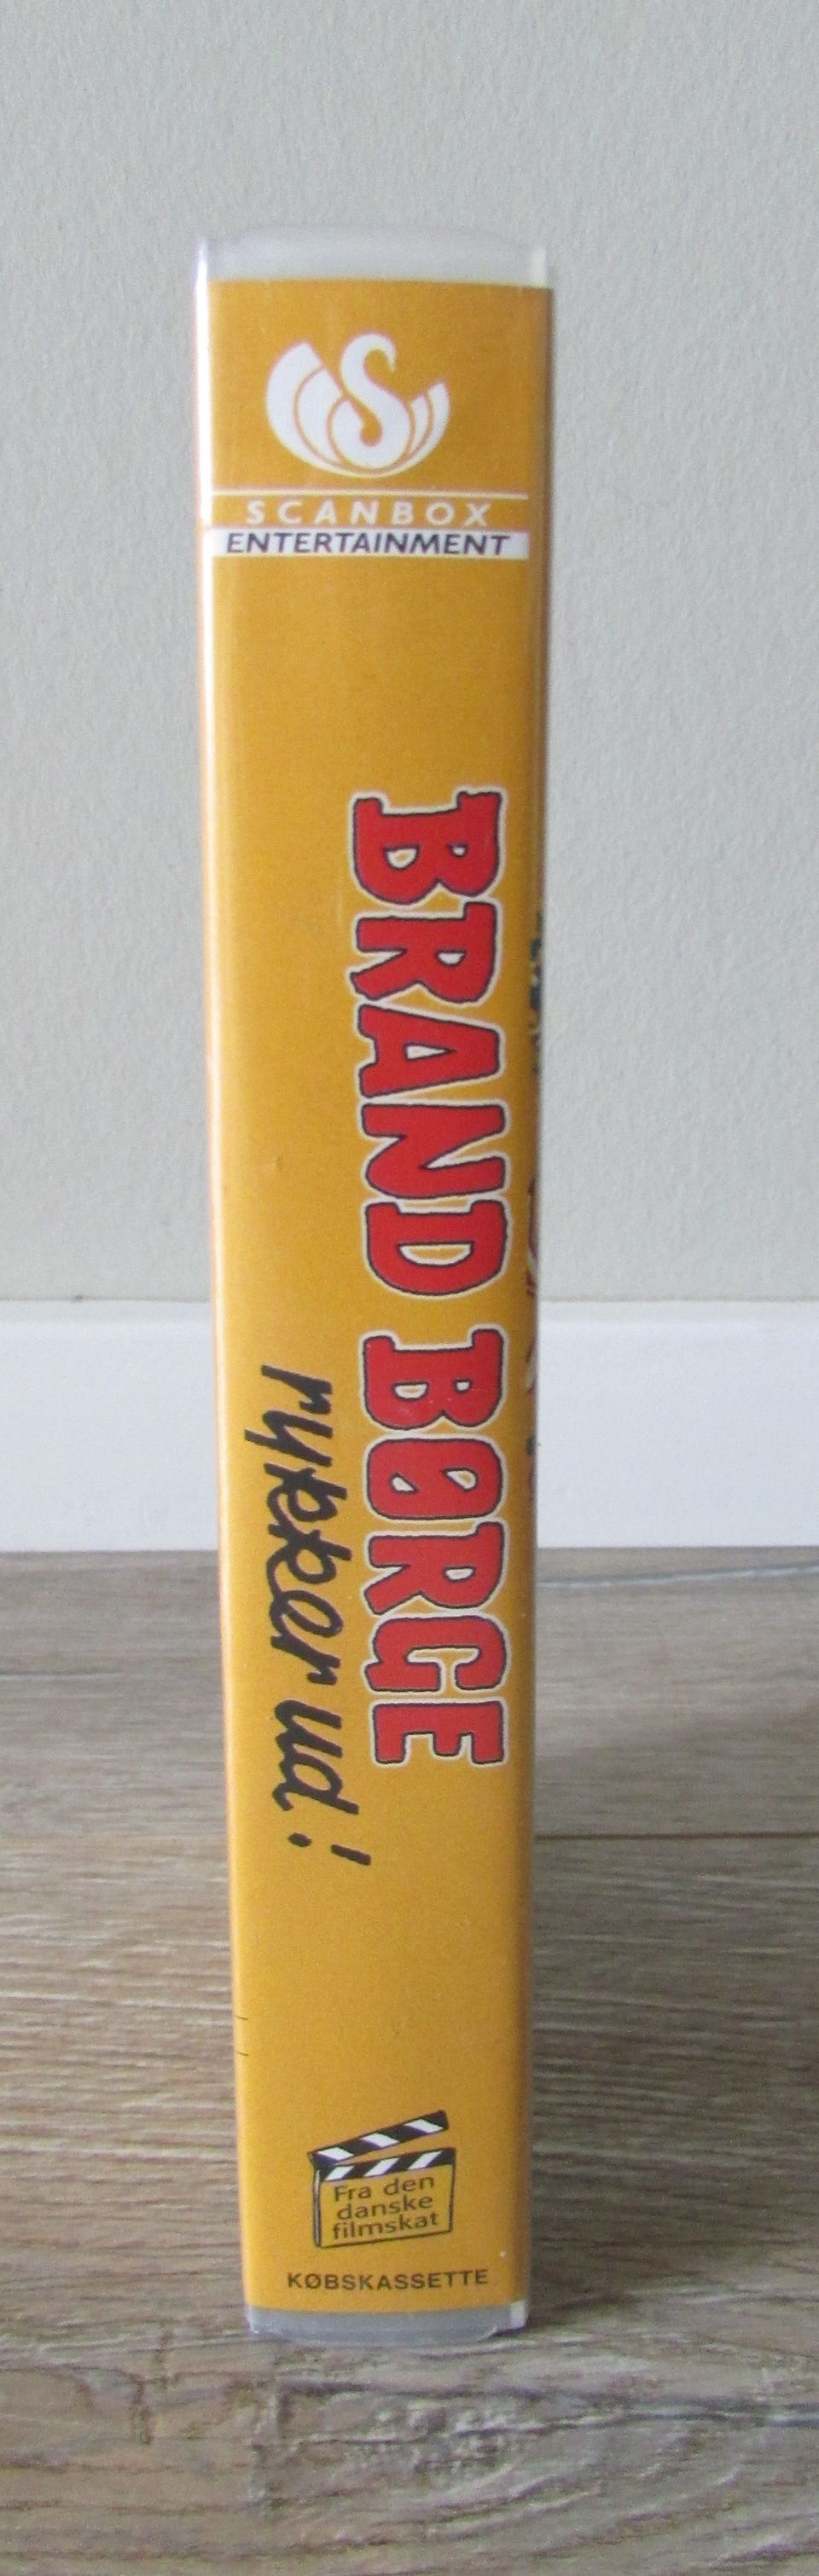 S
SCANBOX
ENTERTAINMENT
BRAND BØRGE
rykker ud!
Fra den
danske
filmskat
KØBSKASSETTE